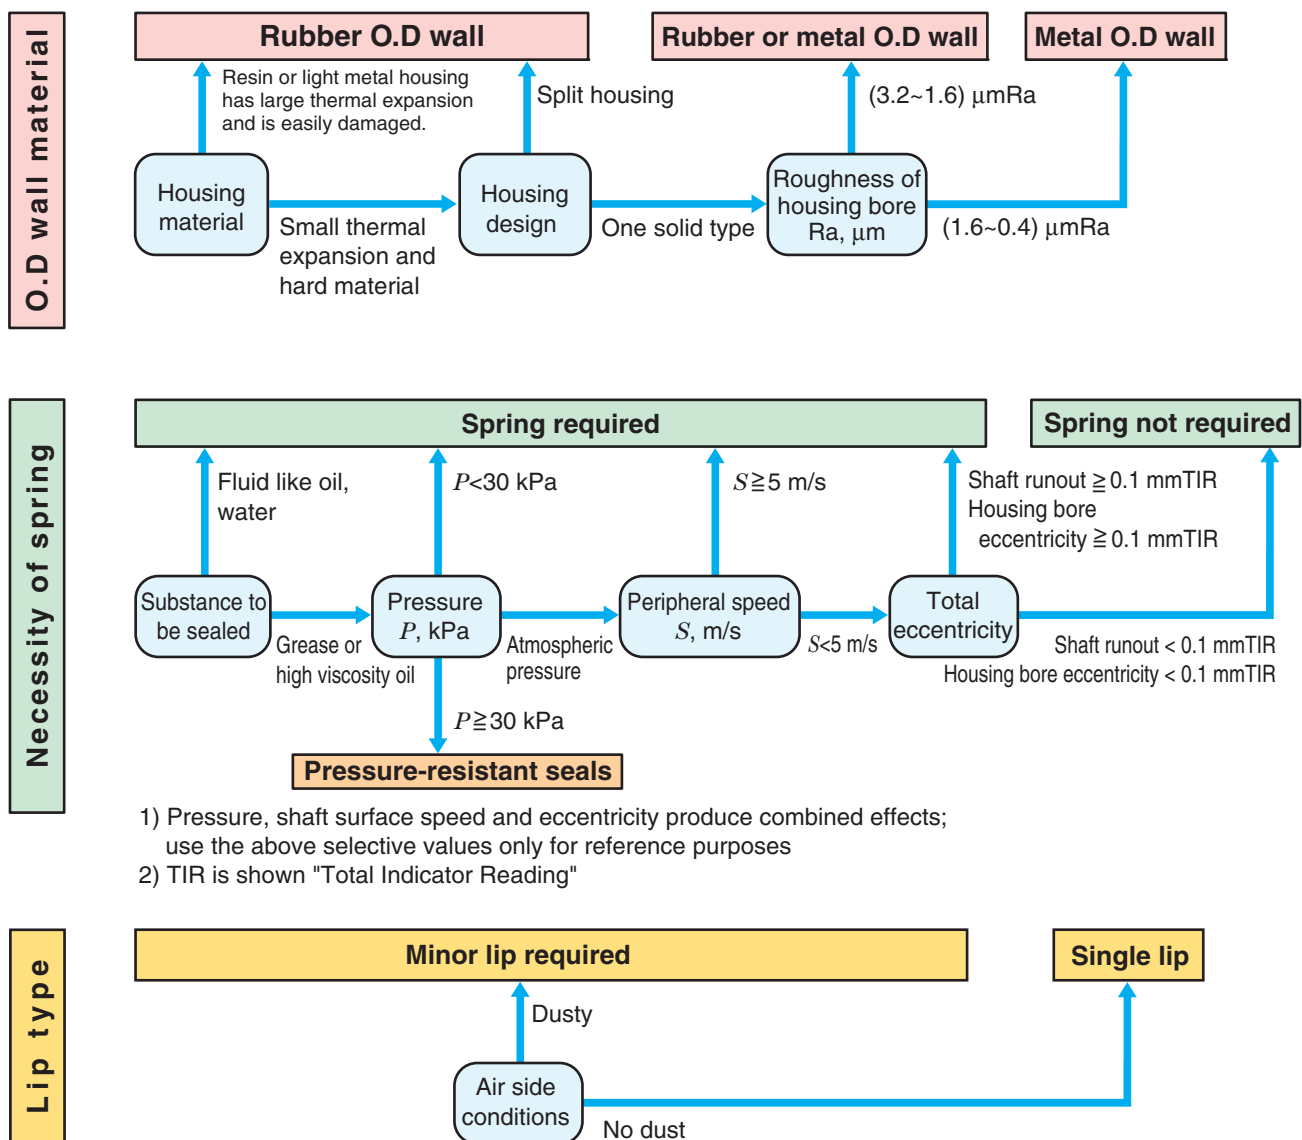 O.D wall material
Rubber O.D wall
Rubber or metal O.D wall
Metal O.D wall
Resin or light metal housing
has large thermal expansion
and is easily damaged.
Split housing
(3.2~1.6) µmRa
Housing
material
Housing
design
Roughness of
housing bore
Ra, µm
Small thermal
expansion and
hard material
One solid type
(1.6~0.4) µmRa
Necessity of spring
Spring required
Spring not required
Fluid like oil,
water
P<30 kPa
S≧5 m/s
Shaft runout ≧0.1 mmTIR
Housing bore
eccentricity ≧0.1 mmTIR
Substance to
be sealed
Pressure
P, kPa
Peripheral speed
S, m/s
Total
eccentricity
Grease or
high viscosity oil
Atmospheric
pressure
S<5 m/s
Shaft runout < 0.1 mmTIR
Housing bore eccentricity < 0.1 mmTIR
P≧30 kPa
Pressure-resistant seals
1) Pressure, shaft surface speed and eccentricity produce combined effects;
use the above selective values only for reference purposes
2) TIR is shown "Total Indicator Reading"
Lip type
Minor lip required
Single lip
Dusty
Air side
conditions
No dust